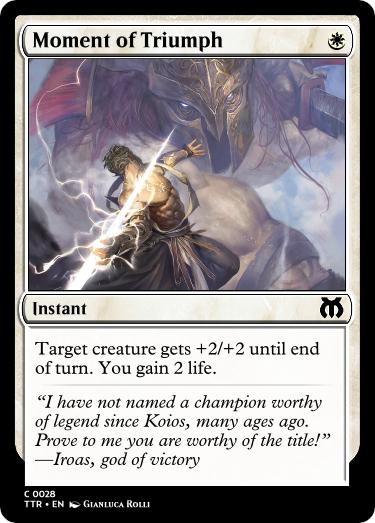 Moment of Triumph
Instant
Target creature gets +2/+2 until end
of turn. You gain 2 life.
“I have not named a champion worthy
of legend since Koios, many ages ago.
Prove to me you are worthy of the title!”
—Iroas, god of victory
C 0028
TTR • EN Gianluca Rolli